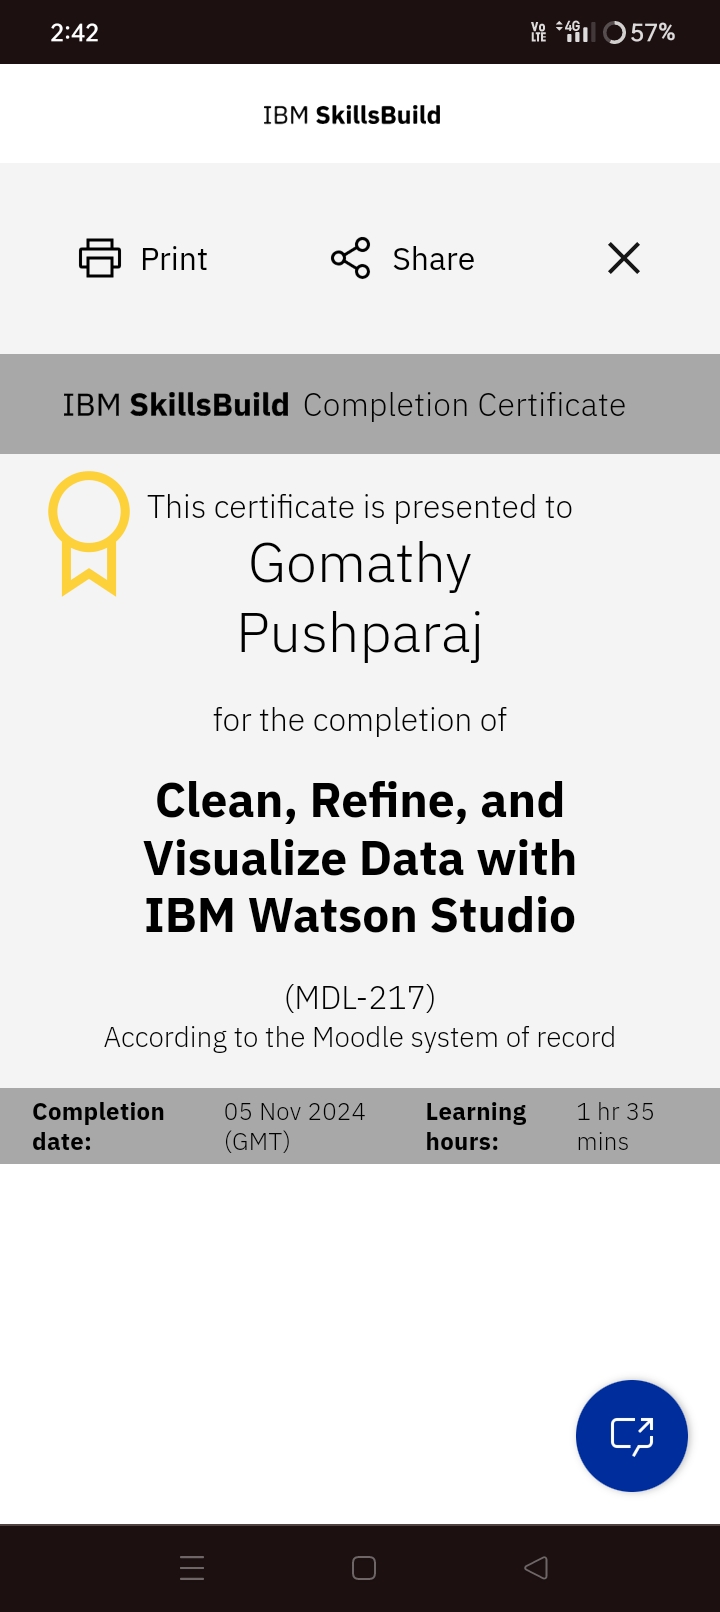 2:42
Vo LTE 4G 57%
IBM SkillsBuild
Print Share
IBM SkillsBuild Completion Certificate
This certificate is presented to
Gomathy
Pushparaj
for the completion of
Clean, Refine, and
Visualize Data with
IBM Watson Studio
(MDL-217)
According to the Moodle system of record
Completion date: 05 Nov 2024 (GMT) Learning hours: 1 hr 35 mins